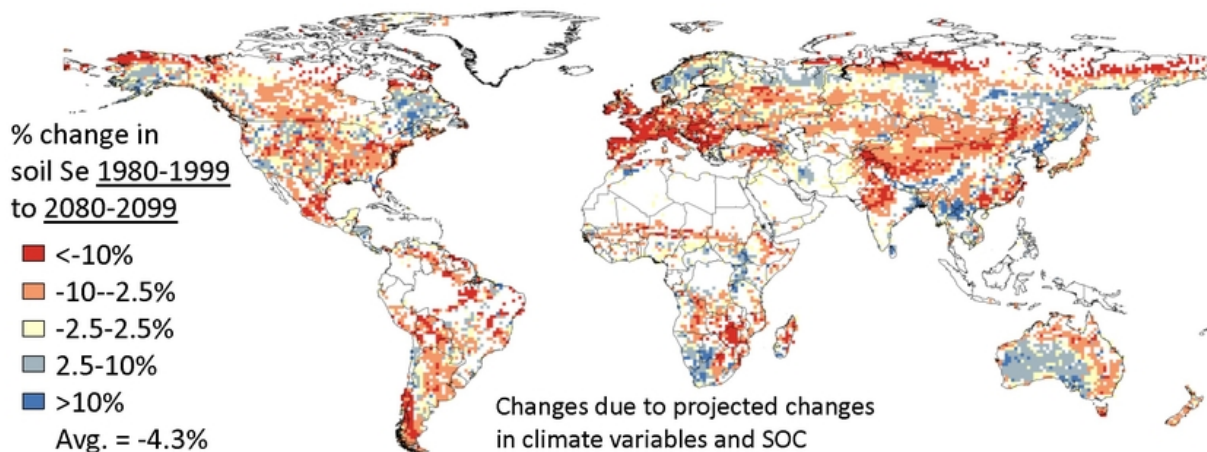 % change in
soil Se 1980-1999
to 2080-2099
<-10%
-10--2.5%
-2.5-2.5%
2.5-10%
>10%
Avg. = -4.3%
Changes due to projected changes
in climate variables and SOC